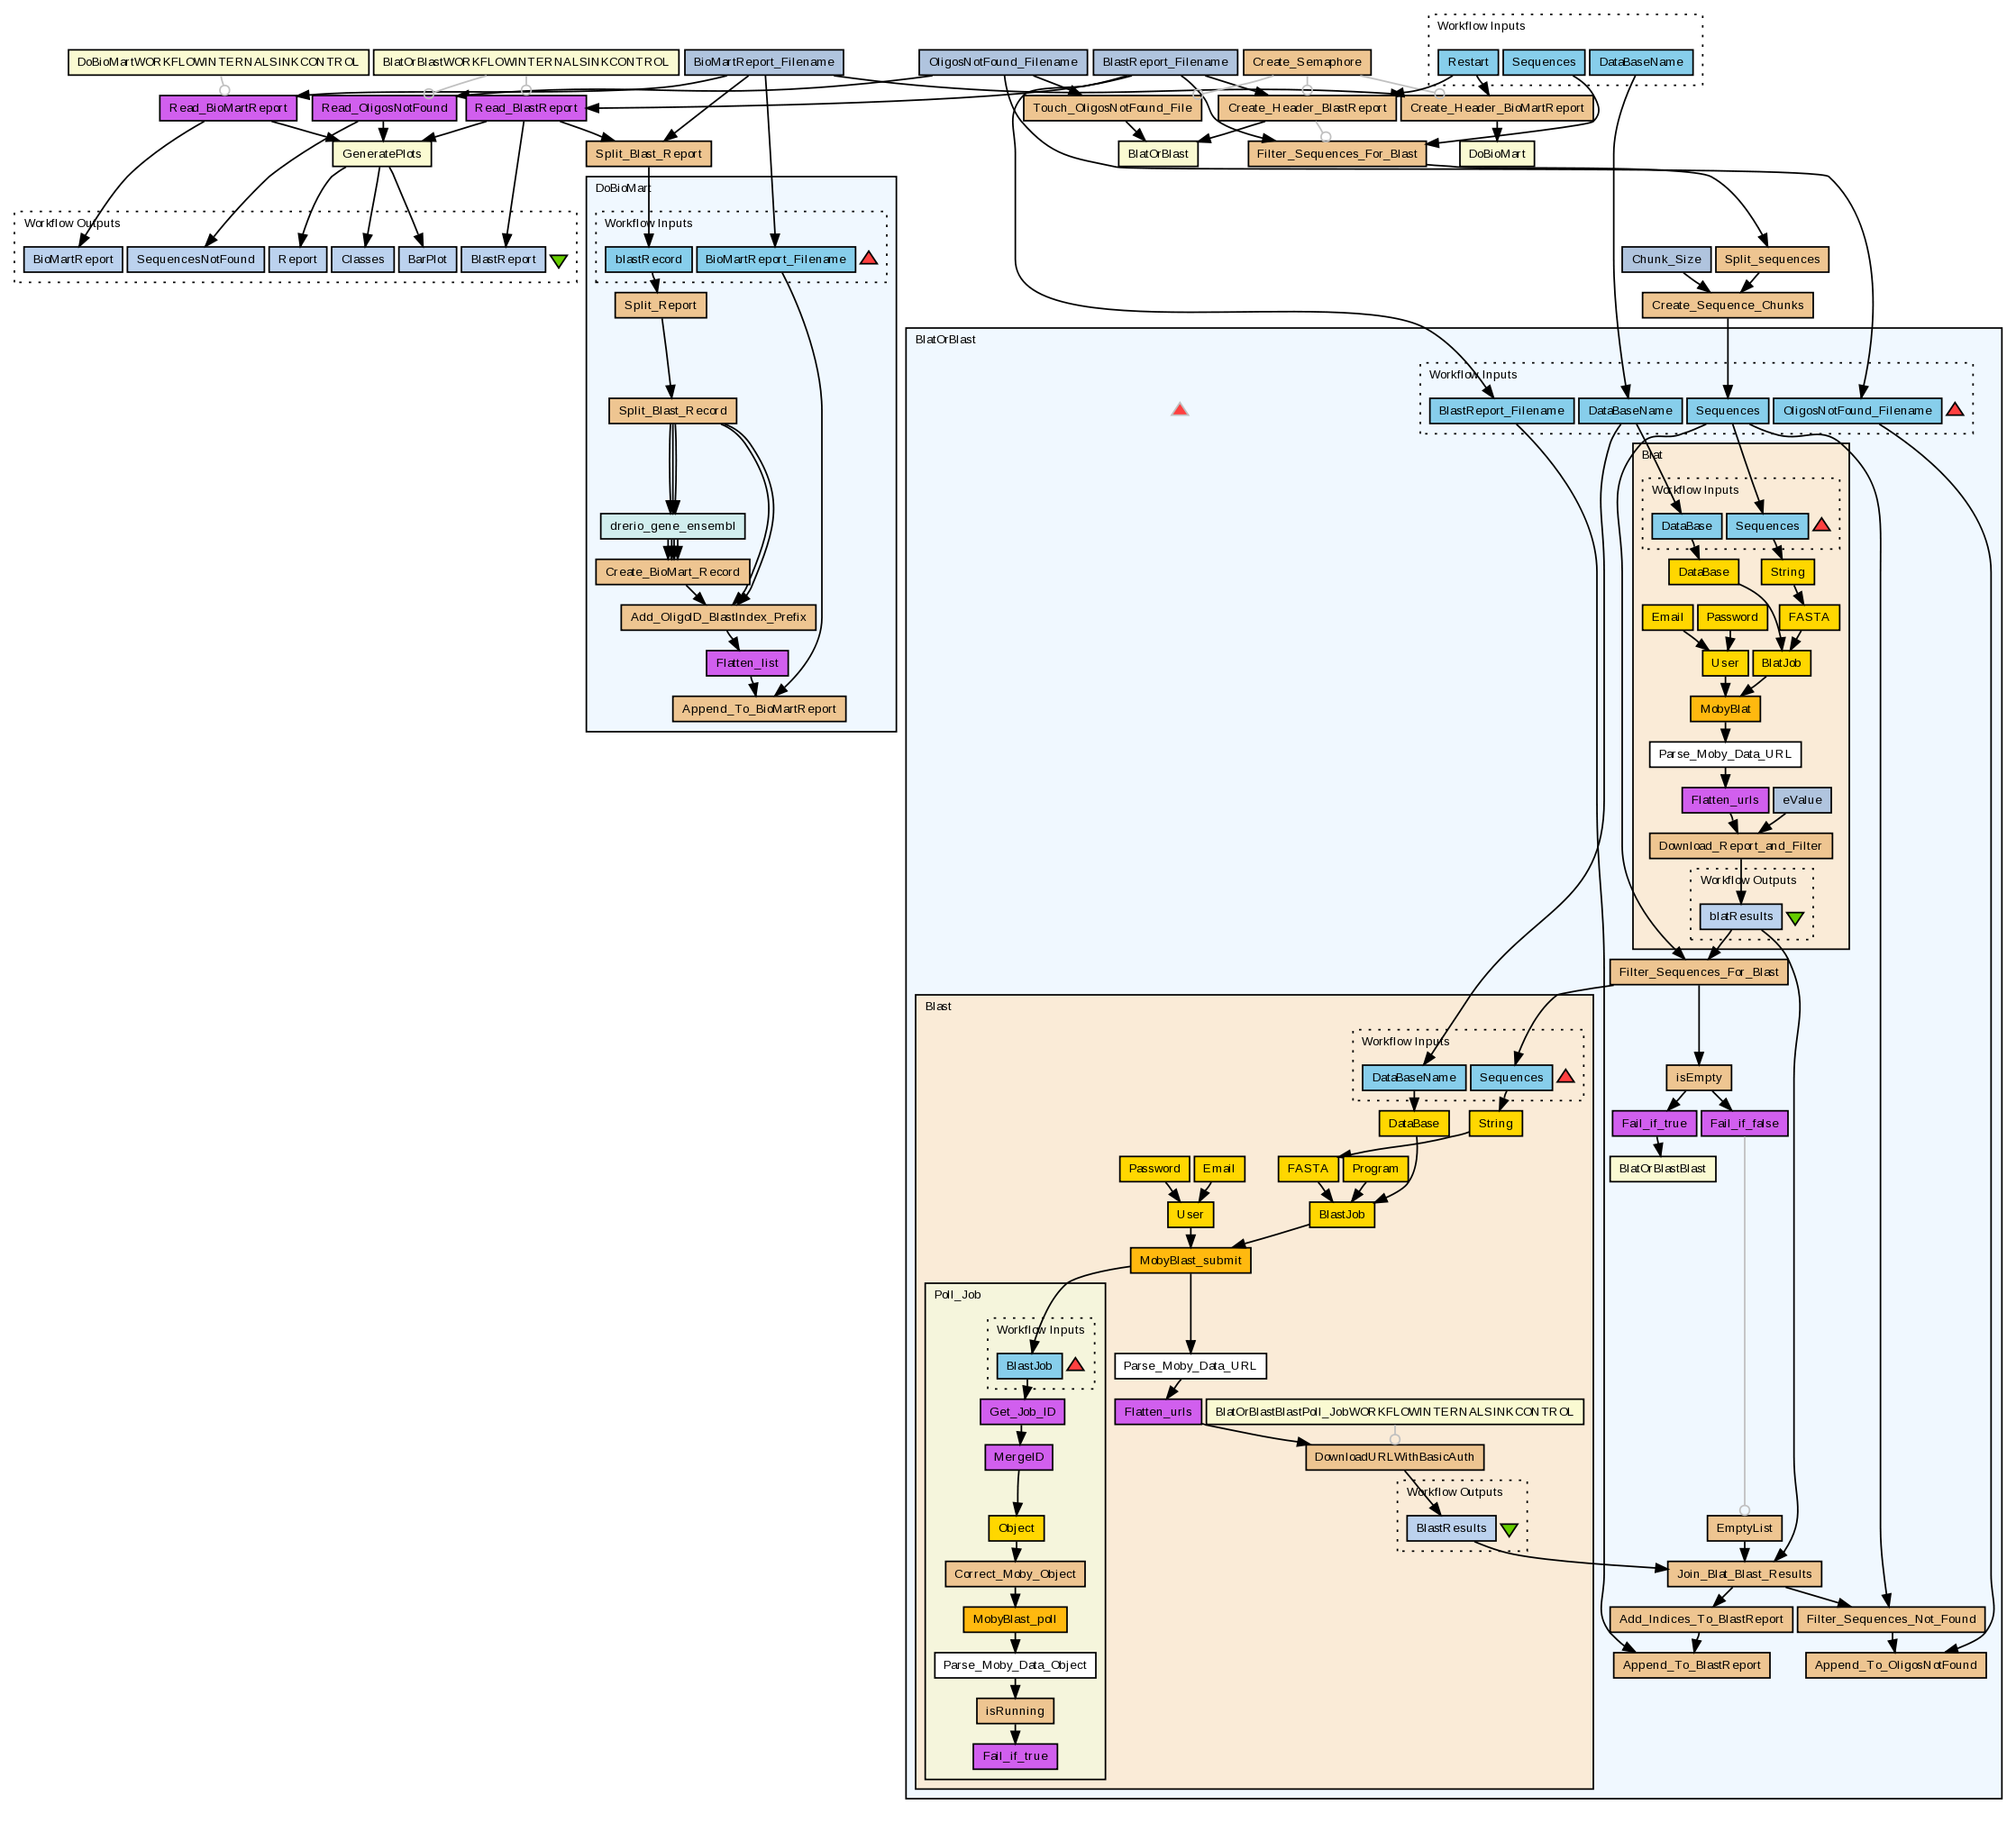 Workflow Inputs
DoBioMartWORKFLOWINTERNALSINKCONTROL
BlatOrBlastWORKFLOWINTERNALSINKCONTROL
BioMartReport_Filename
OligosNotFound_Filename
BlastReport_Filename
Create_Semaphore
Restart
Sequences
DataBaseName
Read_BioMartReport
Read_OligosNotFound
Read_BlastReport
Touch_OligosNotFound_File
Create_Header_BlastReport
Create_Header_BioMartReport
GeneratePlots
Split_Blast_Report
BlatOrBlast
Filter_Sequences_For_Blast
DoBioMart
DoBioMart
Workflow Outputs
Workflow Inputs
BioMartReport
SequencesNotFound
Report
Classes
BarPlot
BlastReport
blastRecord
BioMartReport_Filename
Chunk_Size
Split_sequences
Split_Report
Create_Sequence_Chunks
BlatOrBlast
Workflow Inputs
Split_Blast_Record
BlastReport_Filename
DataBaseName
Sequences
OligosNotFound_Filename
Blat
Workflow Inputs
drerio_gene_ensembl
DataBase
Sequences
Create_BioMart_Record
DataBase
String
Add_OligoID_BlastIndex_Prefix
Email
Password
FASTA
Flatten_list
User
BlatJob
Append_To_BioMartReport
MobyBlat
Parse_Moby_Data_URL
Flatten_urls
eValue
Download_Report_and_Filter
Workflow Outputs
blatResults
Filter_Sequences_For_Blast
Blast
Workflow Inputs
DataBaseName
Sequences
isEmpty
DataBase
String
Fail_if_true
Fail_if_false
Password
Email
FASTA
Program
BlatOrBlastBlast
User
BlastJob
MobyBlast_submit
Poll_Job
Workflow Inputs
BlastJob
Parse_Moby_Data_URL
Get_Job_ID
Flatten_urls
BlatOrBlastBlastPoll_JobWORKFLOWINTERNALSINKCONTROL
MergeID
DownloadURLWithBasicAuth
Workflow Outputs
Object
BlastResults
EmptyList
Correct_Moby_Object
Join_Blat_Blast_Results
MobyBlast_poll
Add_Indices_To_BlastReport
Filter_Sequences_Not_Found
Parse_Moby_Data_Object
Append_To_BlastReport
Append_To_OligosNotFound
isRunning
Fail_if_true